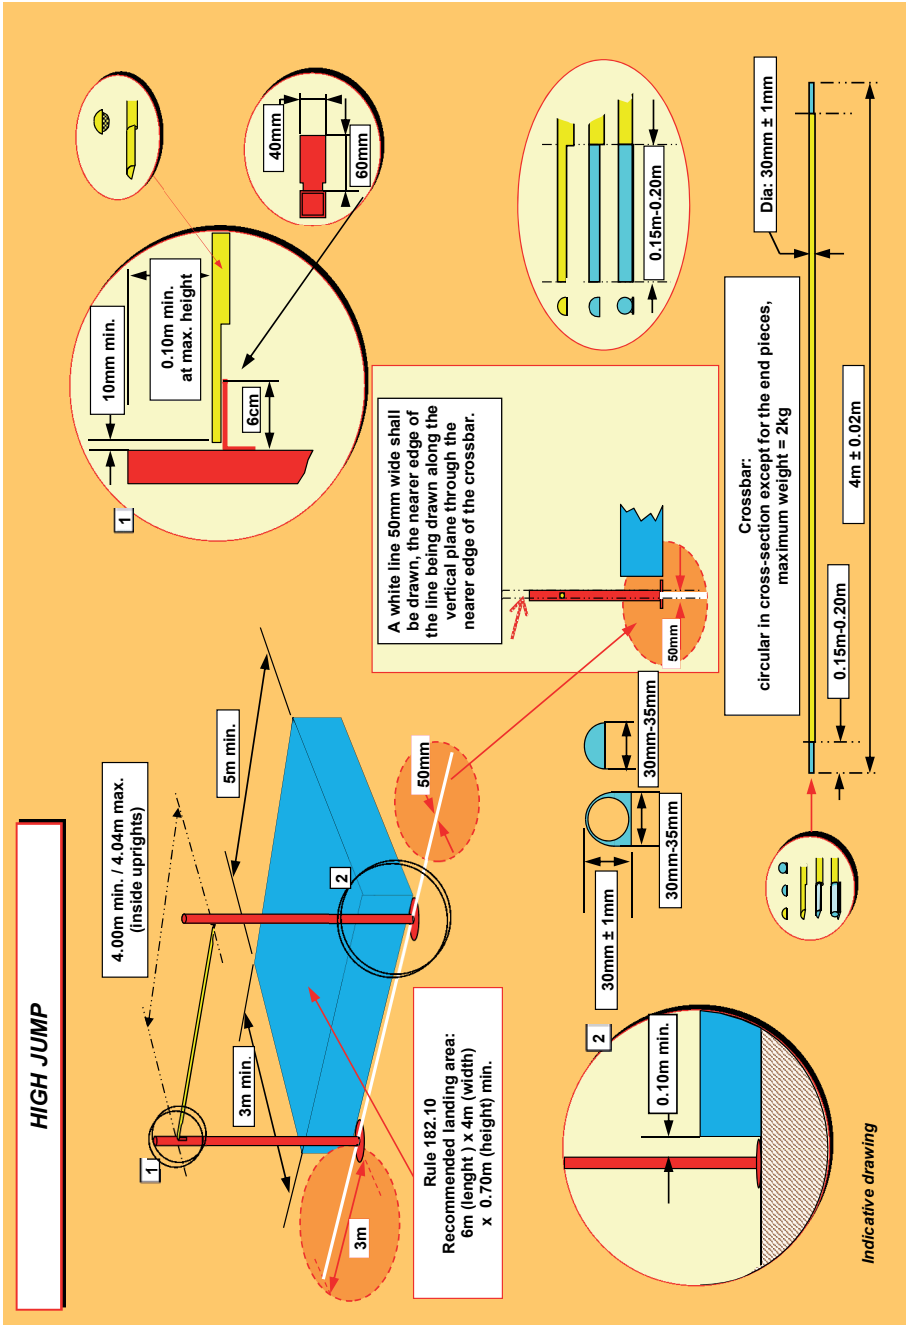 HIGH JUMP
4.00m min. / 4.04m max.
(inside uprights)
5m min.
3m min.
1
2
50mm
3m
Rule 182.10
Recommended landing area:
6m (lenght ) x 4m (width)
x 0.70m (height) min.
1
10mm min.
0.10m min.
at max. height
6cm
40mm
60mm
A white line 50mm wide shall
be drawn, the nearer edge of
the line being drawn along the
vertical plane through the
nearer edge of the crossbar.
50mm
0.15m-0.20m
2
0.10m min.
30mm ± 1mm
30mm-35mm
30mm-35mm
Crossbar:
circular in cross-section except for the end pieces,
maximum weight = 2kg
Dia: 30mm ± 1mm
0.15m-0.20m
4m ± 0.02m
Indicative drawing